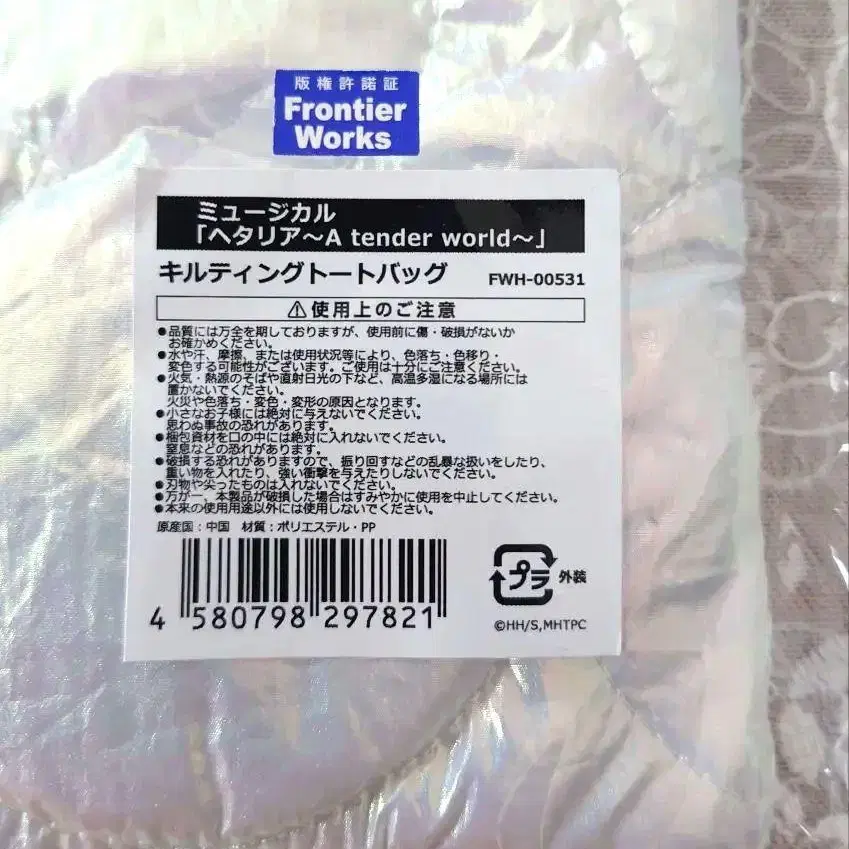 版権許諾証
Frontier
Works
ミュージカル
「ヘタリア～A tender world～」
キルティングトートバッグ FWH-00531
⚠使用上のご注意
●品質には万全を期しておりますが、使用前に傷・破損がないか
お確かめください。
●水や汗、摩擦、または使用状況等により、色落ち・色移り・
変色する可能性がございます。ご使用は十分にご注意ください。
●火気・熱源のそばや直射日光の下など、高温多湿になる場所には
置かないでください。
火災や色落ち・変色・変形の原因となります。
●小さなお子様には絶対に与えないでください。
思わぬ事故の恐れがあります。
●梱包資材を口の中には絶対に入れないでください。
窒息などの恐れがあります。
●破損する恐れがありますので、振り回すなどの乱暴な扱いをしたり、
重い物を入れたり、強い衝撃を与えたりしないでください。
●刃物や尖ったものは入れないでください。
●万が一、本製品が破損した場合はすみやかに使用を中止してください。
●本来の使用用途以外には使用しないでください。
原産国：中国 材質：ポリエステル・PP
プラ 外装
4 580798 297821
©HH/S,MHTPC